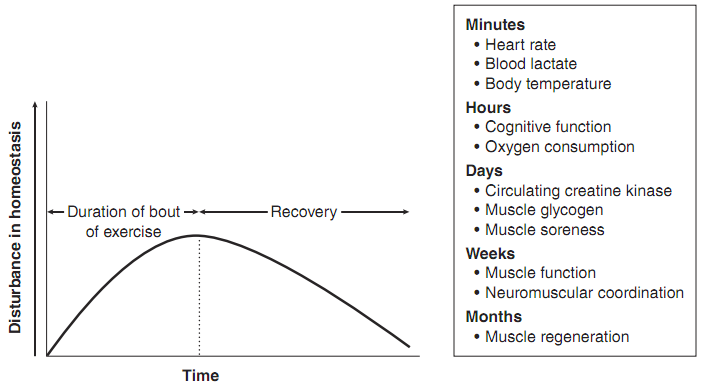 Disturbance in homeostasis
Duration of bout
of exercise
Recovery
Time
Minutes
• Heart rate
• Blood lactate
• Body temperature
Hours
• Cognitive function
• Oxygen consumption
Days
• Circulating creatine kinase
• Muscle glycogen
• Muscle soreness
Weeks
• Muscle function
• Neuromuscular coordination
Months
• Muscle regeneration